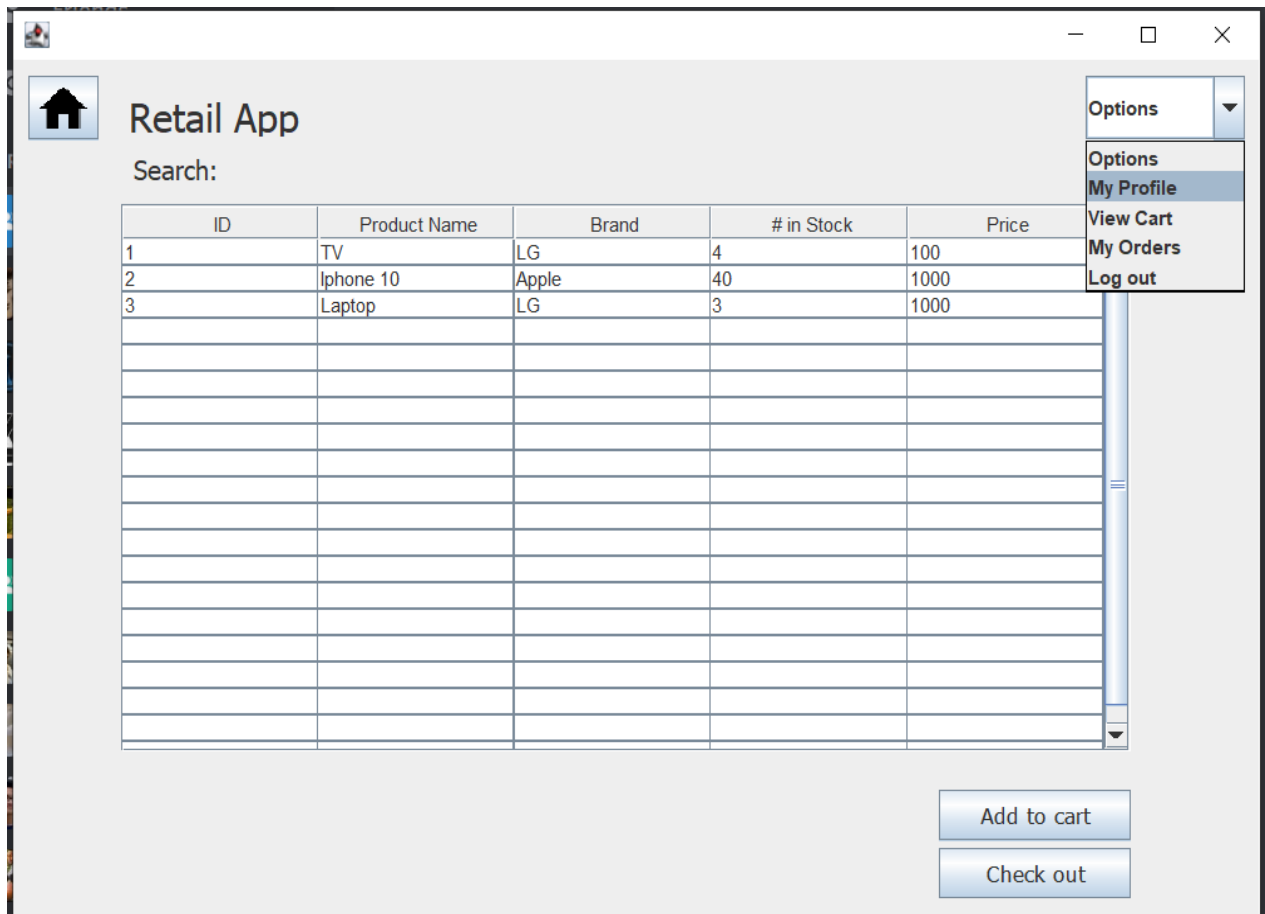 Friends
Retail App
Options
Options
My Profile
View Cart
My Orders
Log out
Search:
ID Product Name Brand # in Stock Price
1 TV LG 4 100
2 Iphone 10 Apple 40 1000
3 Laptop LG 3 1000
Add to cart
Check out